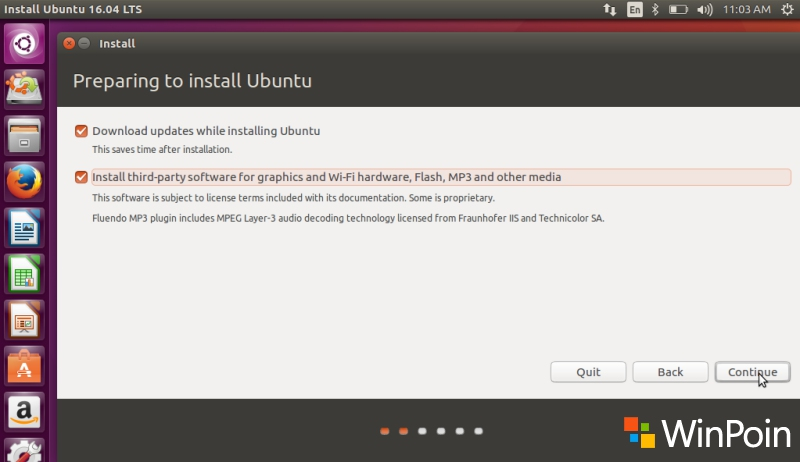 Install Ubuntu 16.04 LTS
En
11:03 AM
Install
Preparing to install Ubuntu
Download updates while installing Ubuntu
This saves time after installation.
Install third-party software for graphics and Wi-Fi hardware, Flash, MP3 and other media
This software is subject to license terms included with its documentation. Some is proprietary.
Fluendo MP3 plugin includes MPEG Layer-3 audio decoding technology licensed from Fraunhofer IIS and Technicolor SA.
Quit
Back
Continue
WinPoin